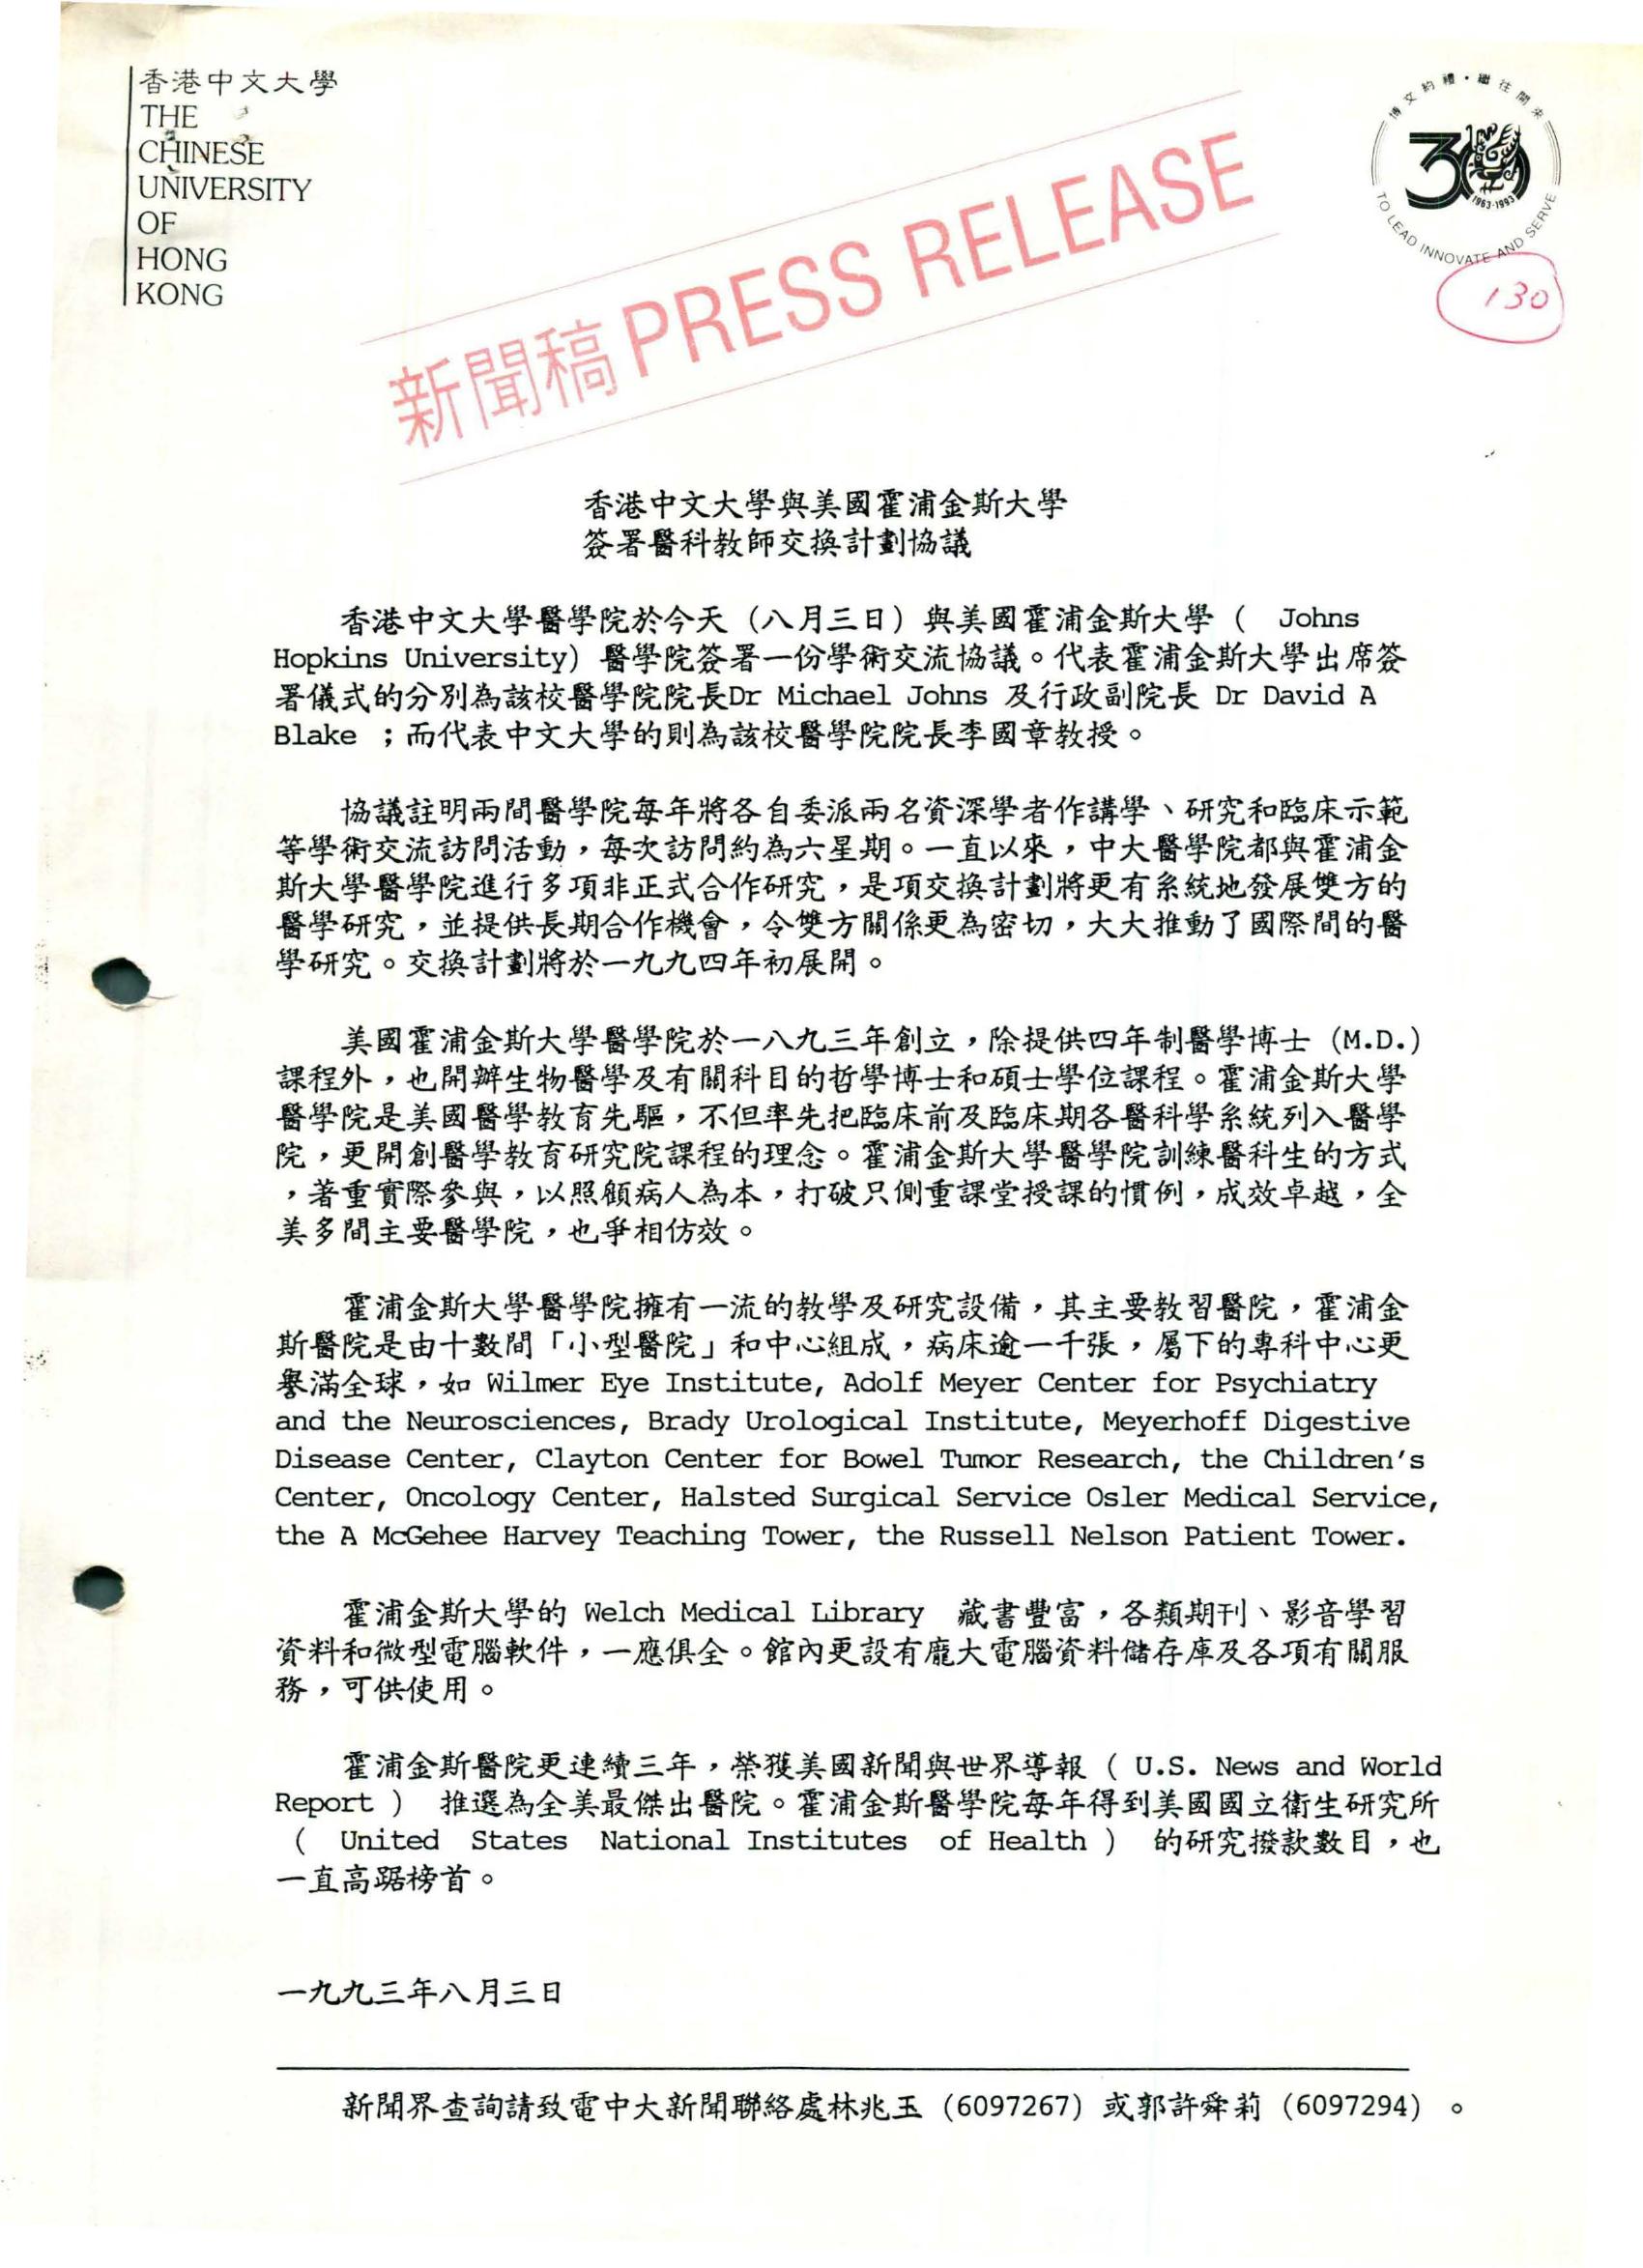 香港中文大學
THE
CHINESE
UNIVERSITY
OF
HONG
KONG
博文約禮·繼往開來
30
1963-1993
TO LEAD INNOVATE AND SERVE
130
新聞稿 PRESS RELEASE
香港中文大學與美國霍浦金斯大學
簽署醫科教師交換計劃協議
香港中文大學醫學院於今天（八月三日）與美國霍浦金斯大學（ Johns
Hopkins University）醫學院簽署一份學術交流協議。代表霍浦金斯大學出席簽
署儀式的分別為該校醫學院院長Dr Michael Johns 及行政副院長 Dr David A
Blake ；而代表中文大學的則為該校醫學院院長李國章教授。
協議註明兩間醫學院每年將各自委派兩名資深學者作講學、研究和臨床示範
等學術交流訪問活動，每次訪問約為六星期。一直以來，中大醫學院都與霍浦金
斯大學醫學院進行多項非正式合作研究，是項交換計劃將更有系統地發展雙方的
醫學研究，並提供長期合作機會，令雙方關係更為密切，大大推動了國際間的醫
學研究。交換計劃將於一九九四年初展開。
美國霍浦金斯大學醫學院於一八九三年創立，除提供四年制醫學博士（M.D.）
課程外，也開辦生物醫學及有關科目的哲學博士和碩士學位課程。霍浦金斯大學
醫學院是美國醫學教育先驅，不但率先把臨床前及臨床期各醫科學系統列入醫學
院，更開創醫學教育研究院課程的理念。霍浦金斯大學醫學院訓練醫科生的方式
，著重實際參與，以照顧病人為本，打破只側重課堂授課的慣例，成效卓越，全
美多間主要醫學院，也爭相仿效。
霍浦金斯大學醫學院擁有一流的教學及研究設備，其主要教習醫院，霍浦金
斯醫院是由十數間「小型醫院」和中心組成，病床逾一千張，屬下的專科中心更
譽滿全球，如 Wilmer Eye Institute, Adolf Meyer Center for Psychiatry
and the Neurosciences, Brady Urological Institute, Meyerhoff Digestive
Disease Center, Clayton Center for Bowel Tumor Research, the Children's
Center, Oncology Center, Halsted Surgical Service Osler Medical Service,
the A McGehee Harvey Teaching Tower, the Russell Nelson Patient Tower.
霍浦金斯大學的 Welch Medical Library 藏書豐富，各類期刊、影音學習
資料和微型電腦軟件，一應俱全。館內更設有龐大電腦資料儲存庫及各項有關服
務，可供使用。
霍浦金斯醫院更連續三年，榮獲美國新聞與世界導報（ U.S. News and World
Report ） 推選為全美最傑出醫院。霍浦金斯醫學院每年得到美國國立衛生研究所
（ United States National Institutes of Health ） 的研究撥款數目，也
一直高踞榜首。
一九九三年八月三日
新聞界查詢請致電中大新聞聯絡處林兆玉（6097267）或郭許舜莉（6097294）。